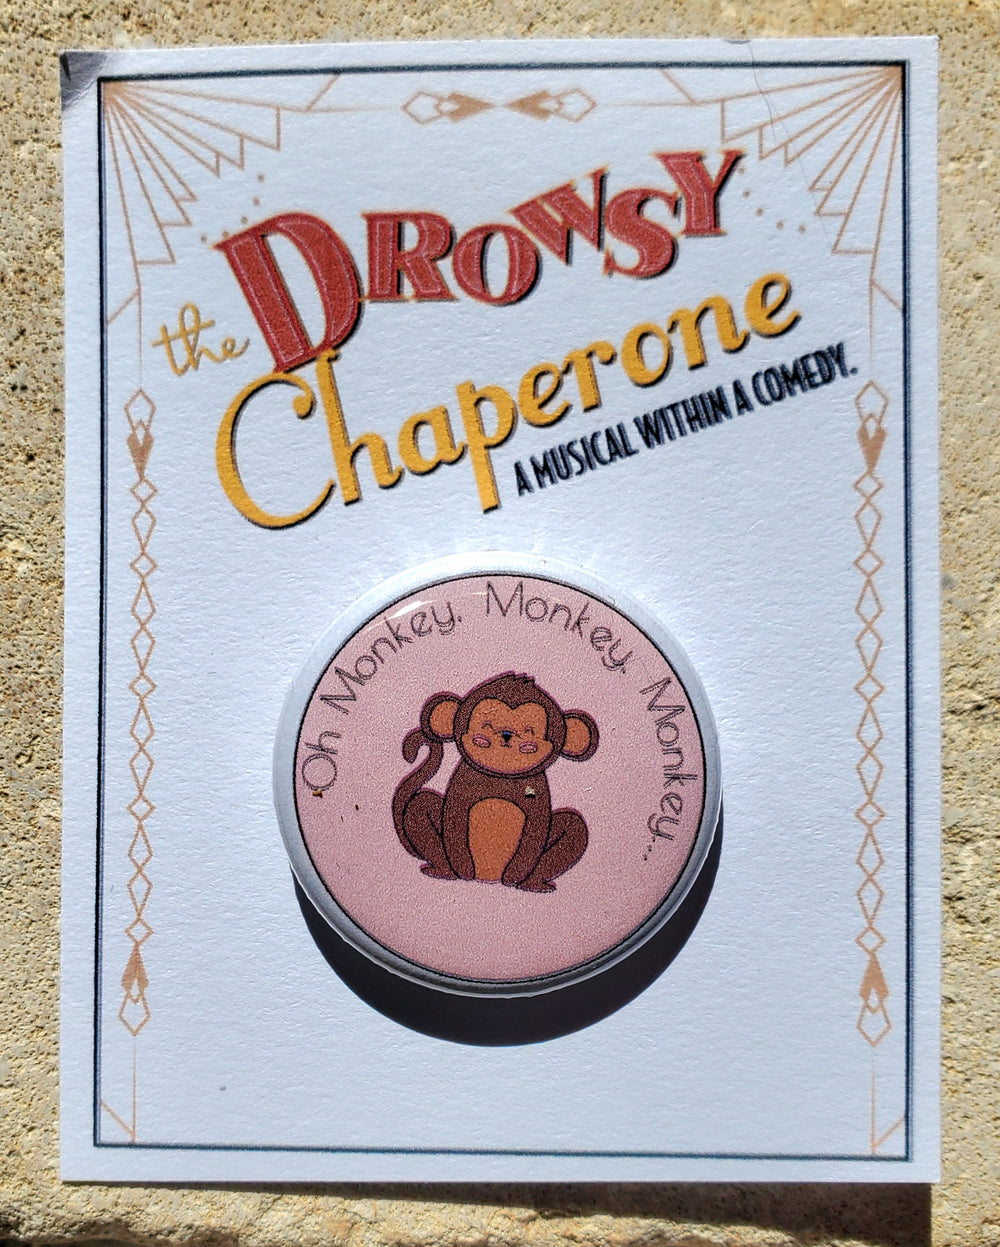 the DROWSY
Chaperone
A MUSICAL WITHIN A COMEDY.
Oh Monkey, Monkey, Monkey...